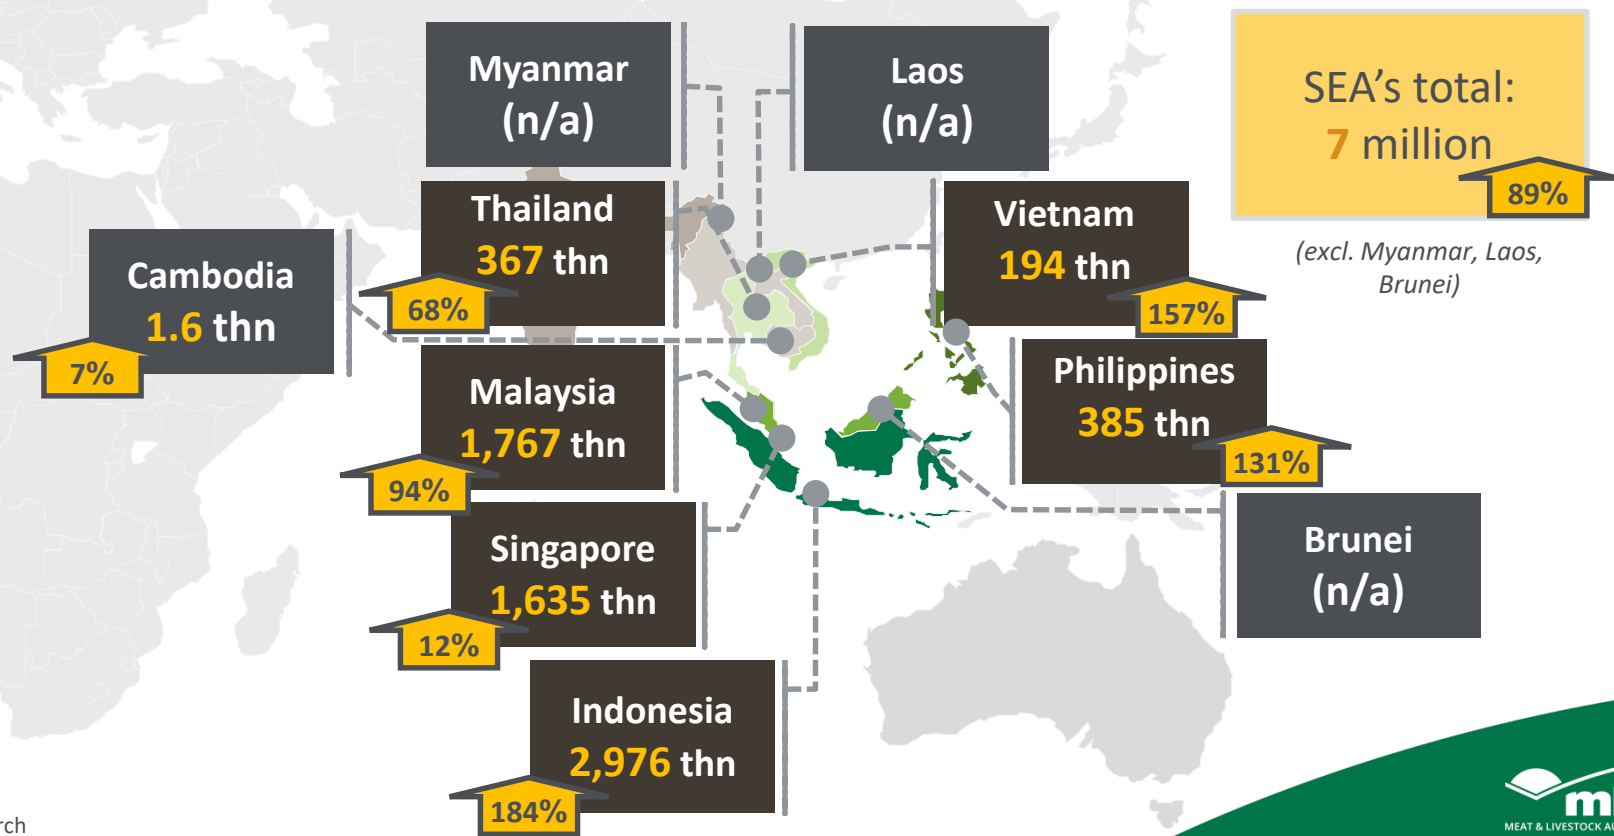 Myanmar
(n/a)
Laos
(n/a)
SEA's total:
7 million
89%
(excl. Myanmar, Laos,
Brunei)
Thailand
367 thn
68%
Vietnam
194 thn
157%
Cambodia
1.6 thn
7%
Malaysia
1,767 thn
94%
Philippines
385 thn
131%
Singapore
1,635 thn
12%
Brunei
(n/a)
Indonesia
2,976 thn
184%
MEAT & LIVESTOCK